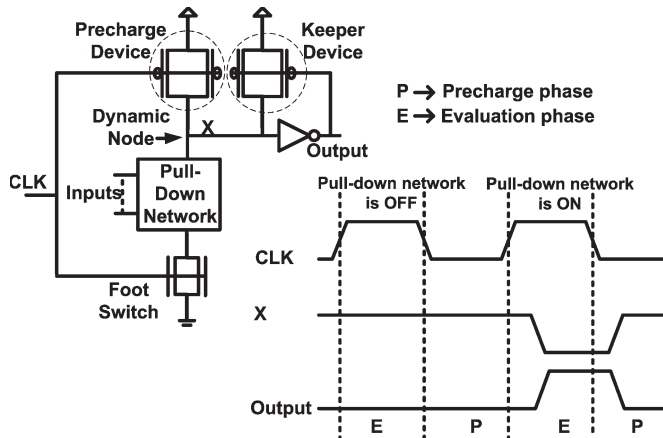 Precharge
Device
Keeper
Device
P → Precharge phase
E → Evaluation phase
Dynamic
Node
X
Output
CLK
Inputs
Pull-
Down
Network
Foot
Switch
Pull-down network
is OFF
Pull-down network
is ON
CLK
X
Output
E
P
E
P